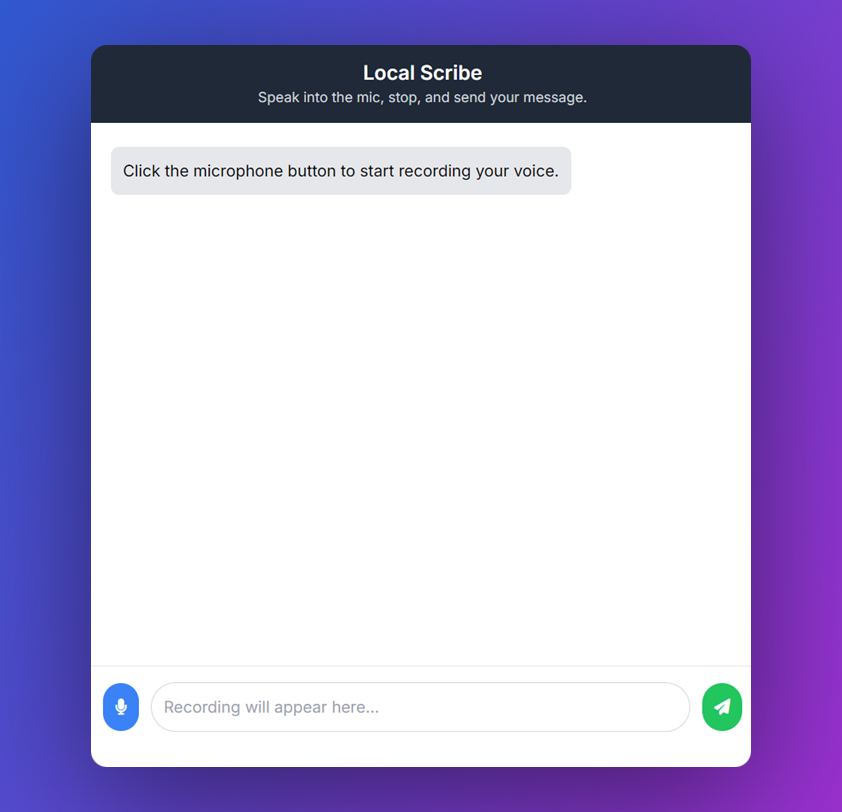 Local Scribe
Speak into the mic, stop, and send your message.
Click the microphone button to start recording your voice.
Recording will appear here...